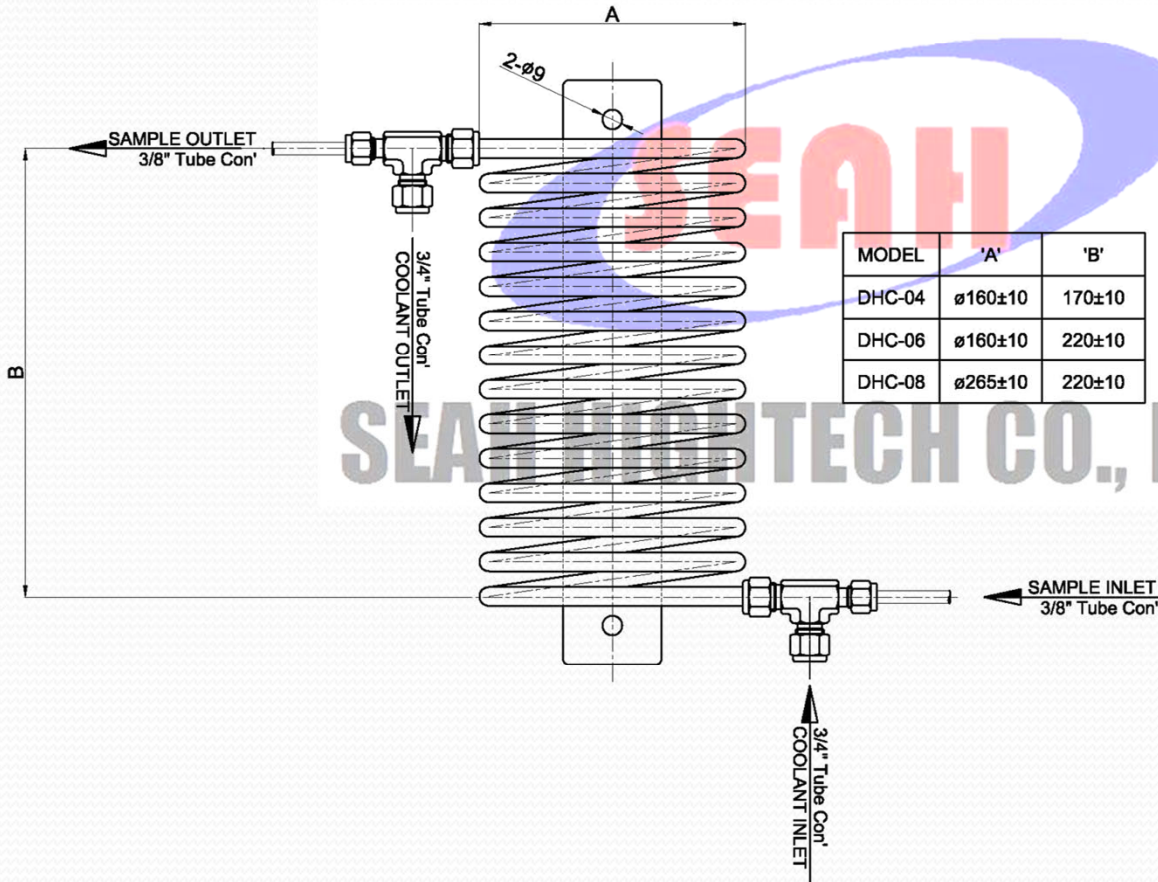 A
2-ø9
SAMPLE OUTLET
3/8" Tube Con'
3/4" Tube Con'
COOLANT OUTLET
B
SEAH
MODEL 'A' 'B'
DHC-04 ø160±10 170±10
DHC-06 ø160±10 220±10
DHC-08 ø265±10 220±10
SEAH HIGHTECH CO.,
SAMPLE INLET
3/8" Tube Con'
3/4" Tube Con'
COOLANT INLET